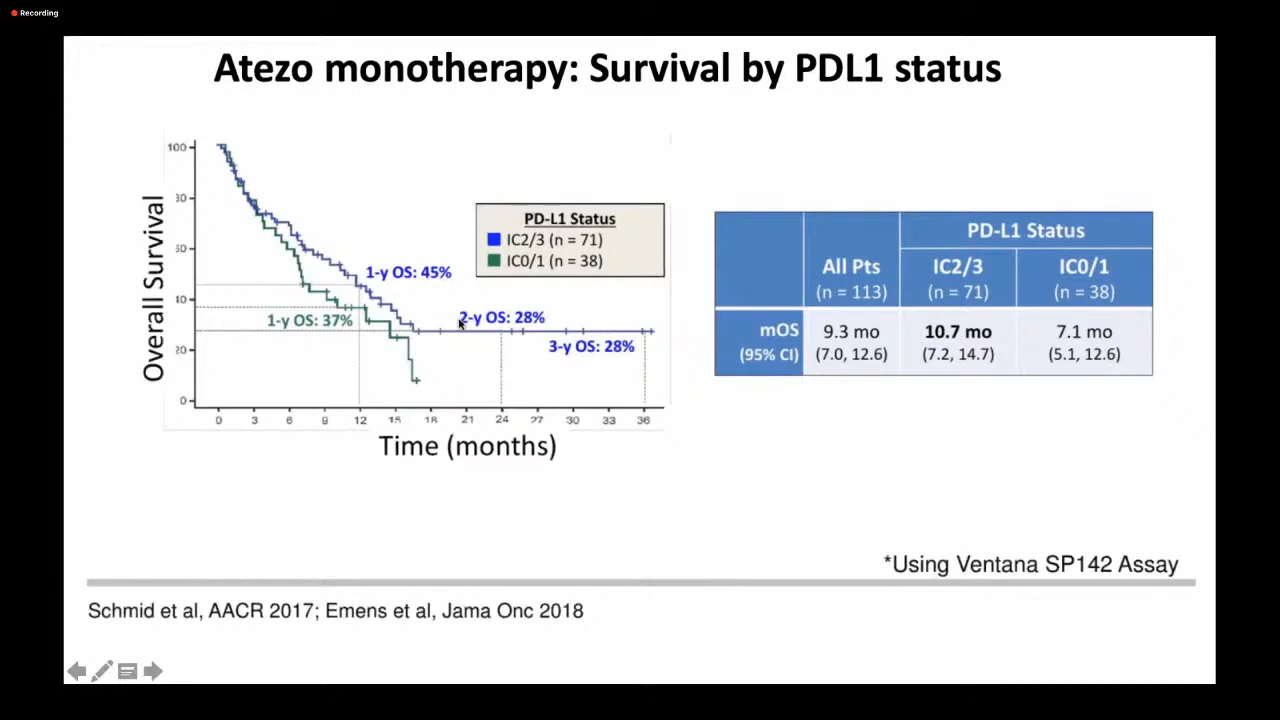 Recording
Atezo monotherapy: Survival by PDL1 status
Overall Survival
100
80
60
40
20
0
0 3 6 9 12 15 18 21 24 27 30 33 36
Time (months)
PD-L1 Status
IC2/3 (n = 71)
IC0/1 (n = 38)
1-y OS: 45%
1-y OS: 37%
2-y OS: 28%
3-y OS: 28%
PD-L1 Status
All Pts IC2/3 IC0/1
(n = 113) (n = 71) (n = 38)
mOS 9.3 mo 10.7 mo 7.1 mo
(95% CI) (7.0, 12.6) (7.2, 14.7) (5.1, 12.6)
*Using Ventana SP142 Assay
Schmid et al, AACR 2017; Emens et al, Jama Onc 2018